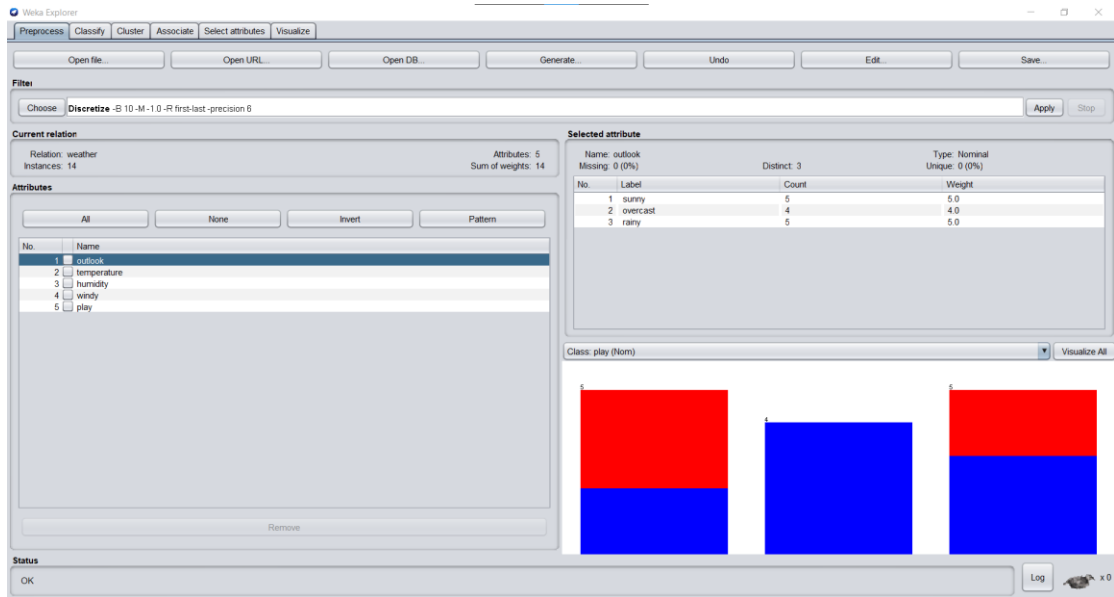 Weka Explorer
Preprocess Classify Cluster Associate Select attributes Visualize
Open file... Open URL... Open DB... Generate... Undo Edit... Save...
Filter
Choose Discretize -B 10 -M -1.0 -R first-last -precision 6 Apply Stop
Current relation
Relation: weather Attributes: 5
Instances: 14 Sum of weights: 14
Attributes
All None Invert Pattern
No. Name
1 outlook
2 temperature
3 humidity
4 windy
5 play
Remove
Selected attribute
Name: outlook Type: Nominal
Missing: 0 (0%) Distinct: 3 Unique: 0 (0%)
No. Label Count Weight
1 sunny 5 5.0
2 overcast 4 4.0
3 rainy 5 5.0
Class: play (Nom) Visualize All
5 4 5
Status
OK Log x 0